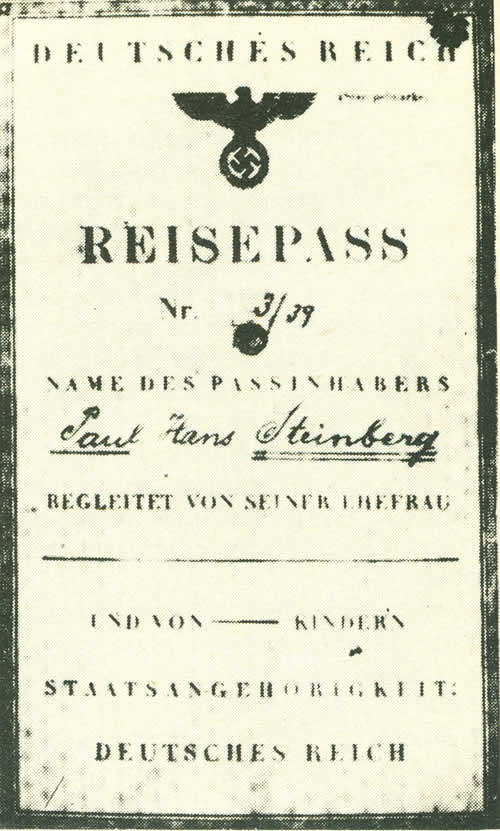 DEUTSCHES REICH
REISEPASS
Nr. 3/39
NAME DES PASSINHABERS
Paul Hans Steinberg
BEGLEITET VON SEINER EHEFRAU
UND VON — KINDERN
STAATSANGEHÖRIGKEIT:
DEUTSCHES REICH